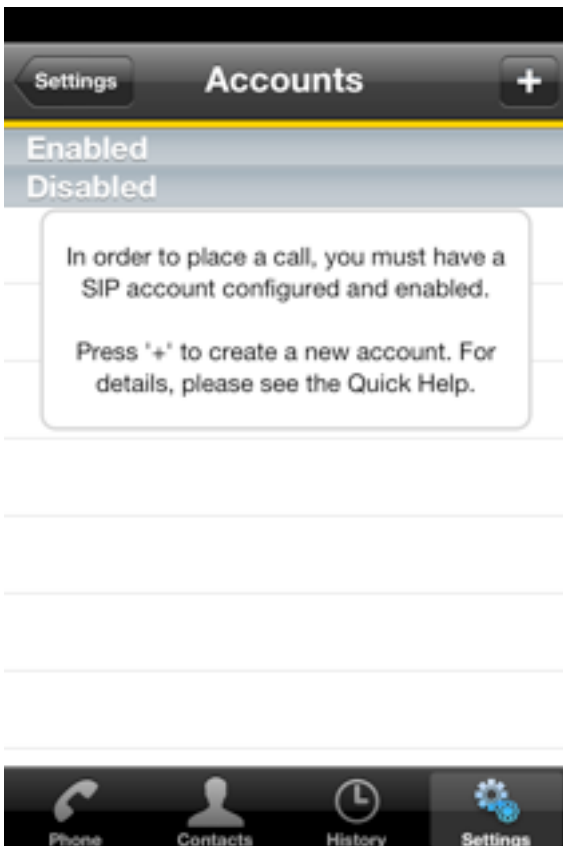 Settings
Accounts
+
Enabled
Disabled
In order to place a call, you must have a
SIP account configured and enabled.
Press '+' to create a new account. For
details, please see the Quick Help.
Phone
Contacts
History
Settings